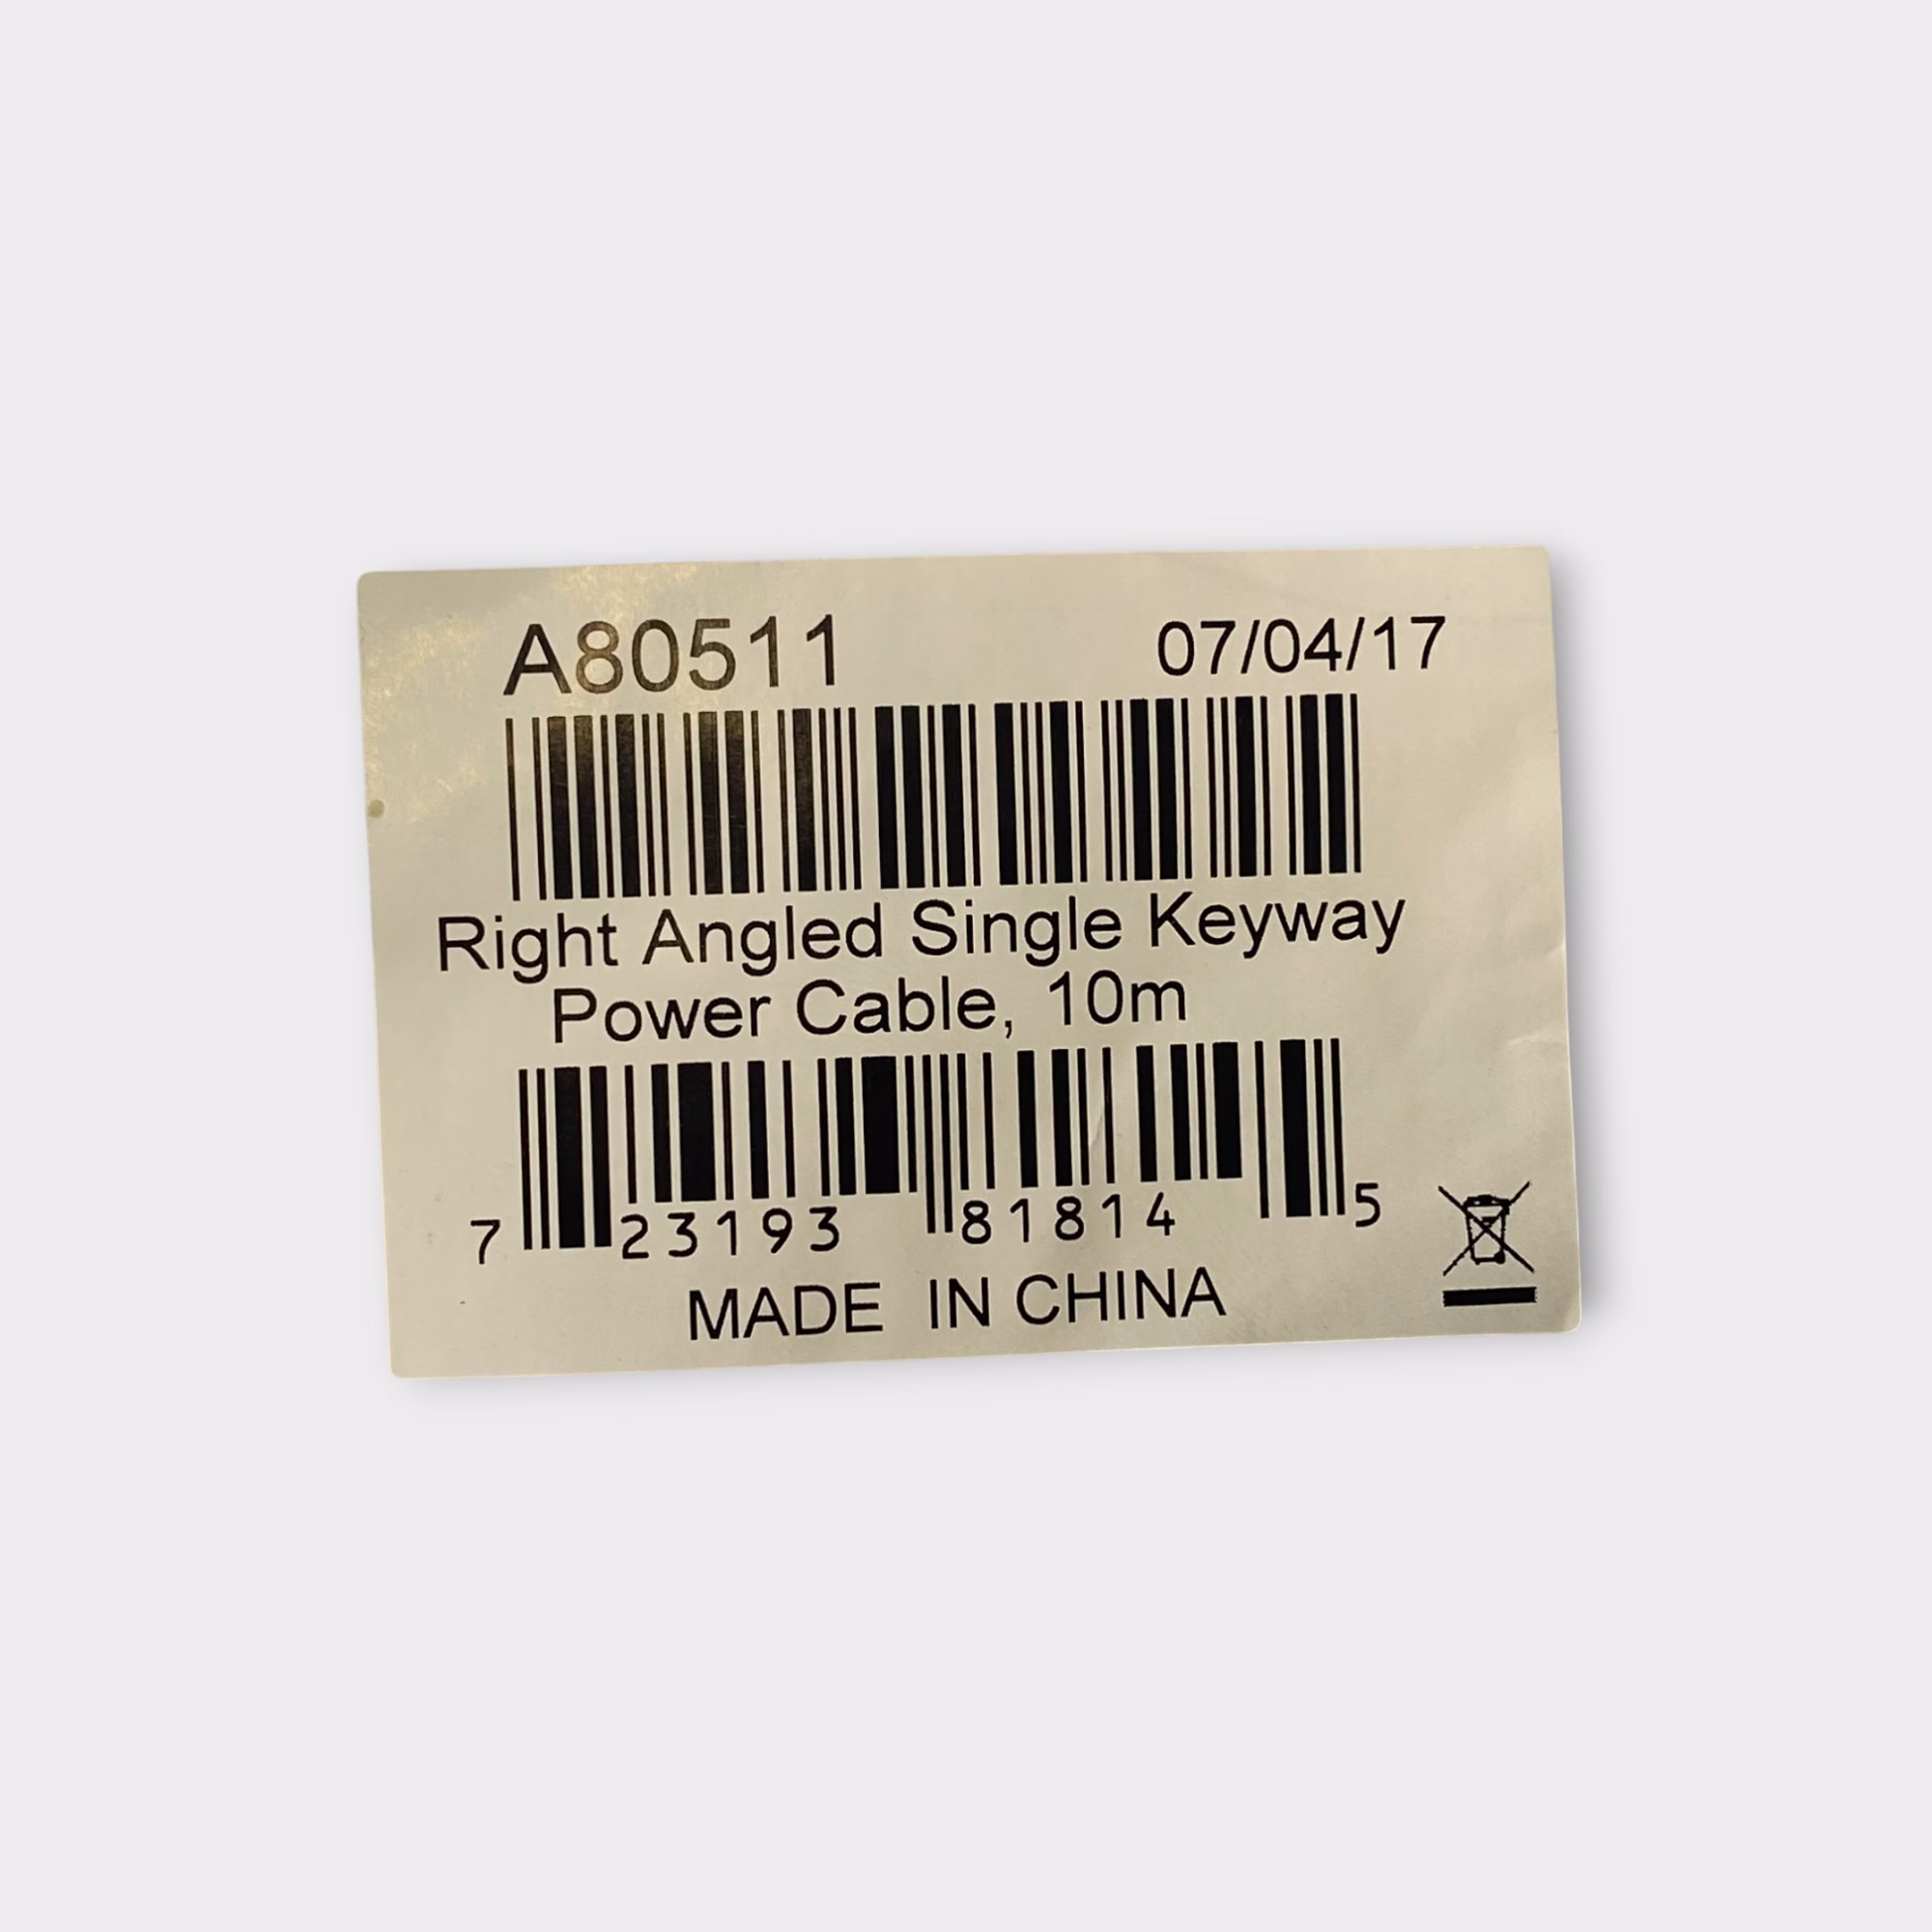 A80511 07/04/17
Right Angled Single Keyway
Power Cable, 10m
7 23193 81814 5
MADE IN CHINA